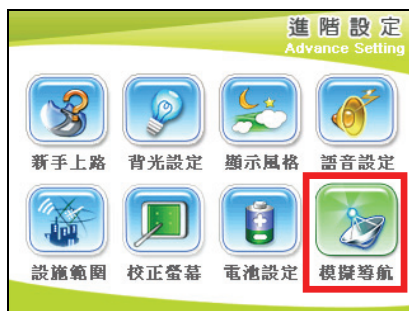 進階設定
Advance Setting
新手上路 背光設定 顯示風格 語音設定
設施範圍 校正螢幕 電池設定 模擬導航